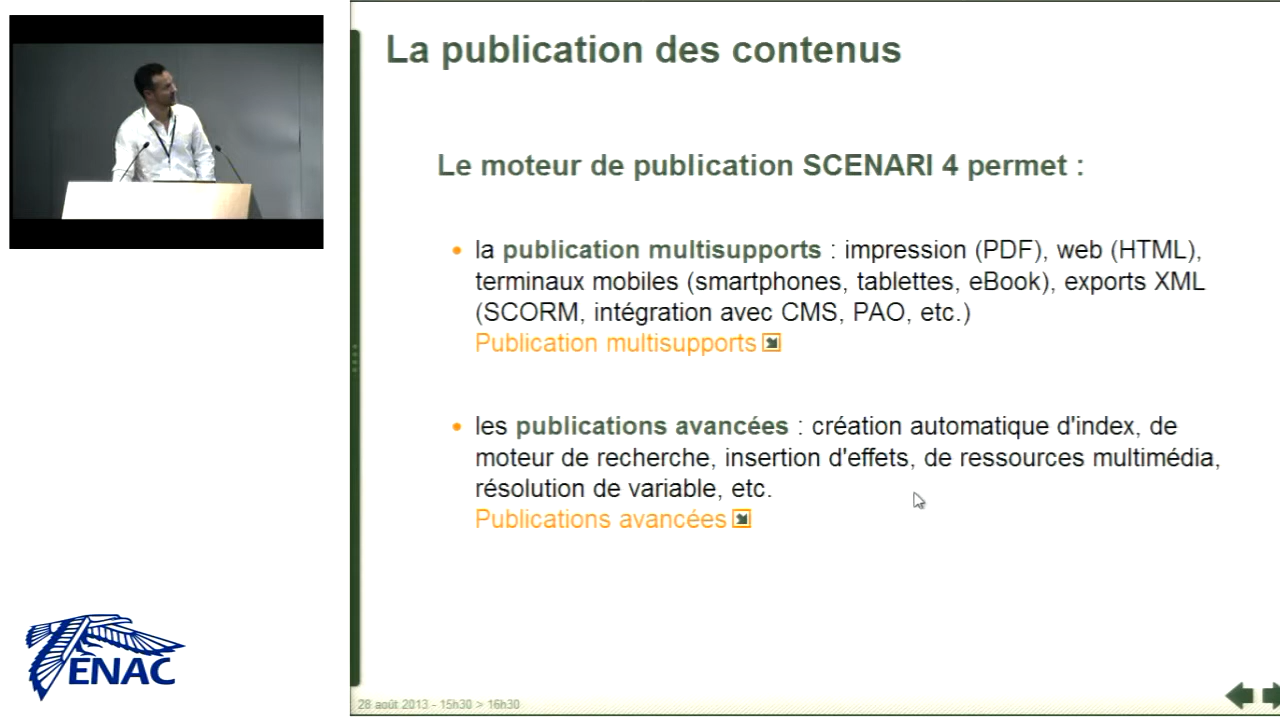 La publication des contenus
Le moteur de publication SCENARI 4 permet :
• la publication multisupports : impression (PDF), web (HTML),
terminaux mobiles (smartphones, tablettes, eBook), exports XML
(SCORM, intégration avec CMS, PAO, etc.)
Publication multisupports
• les publications avancées : création automatique d'index, de
moteur de recherche, insertion d'effets, de ressources multimédia,
résolution de variable, etc.
Publications avancées
ENAC
28 août 2013 - 15h30 > 16h30